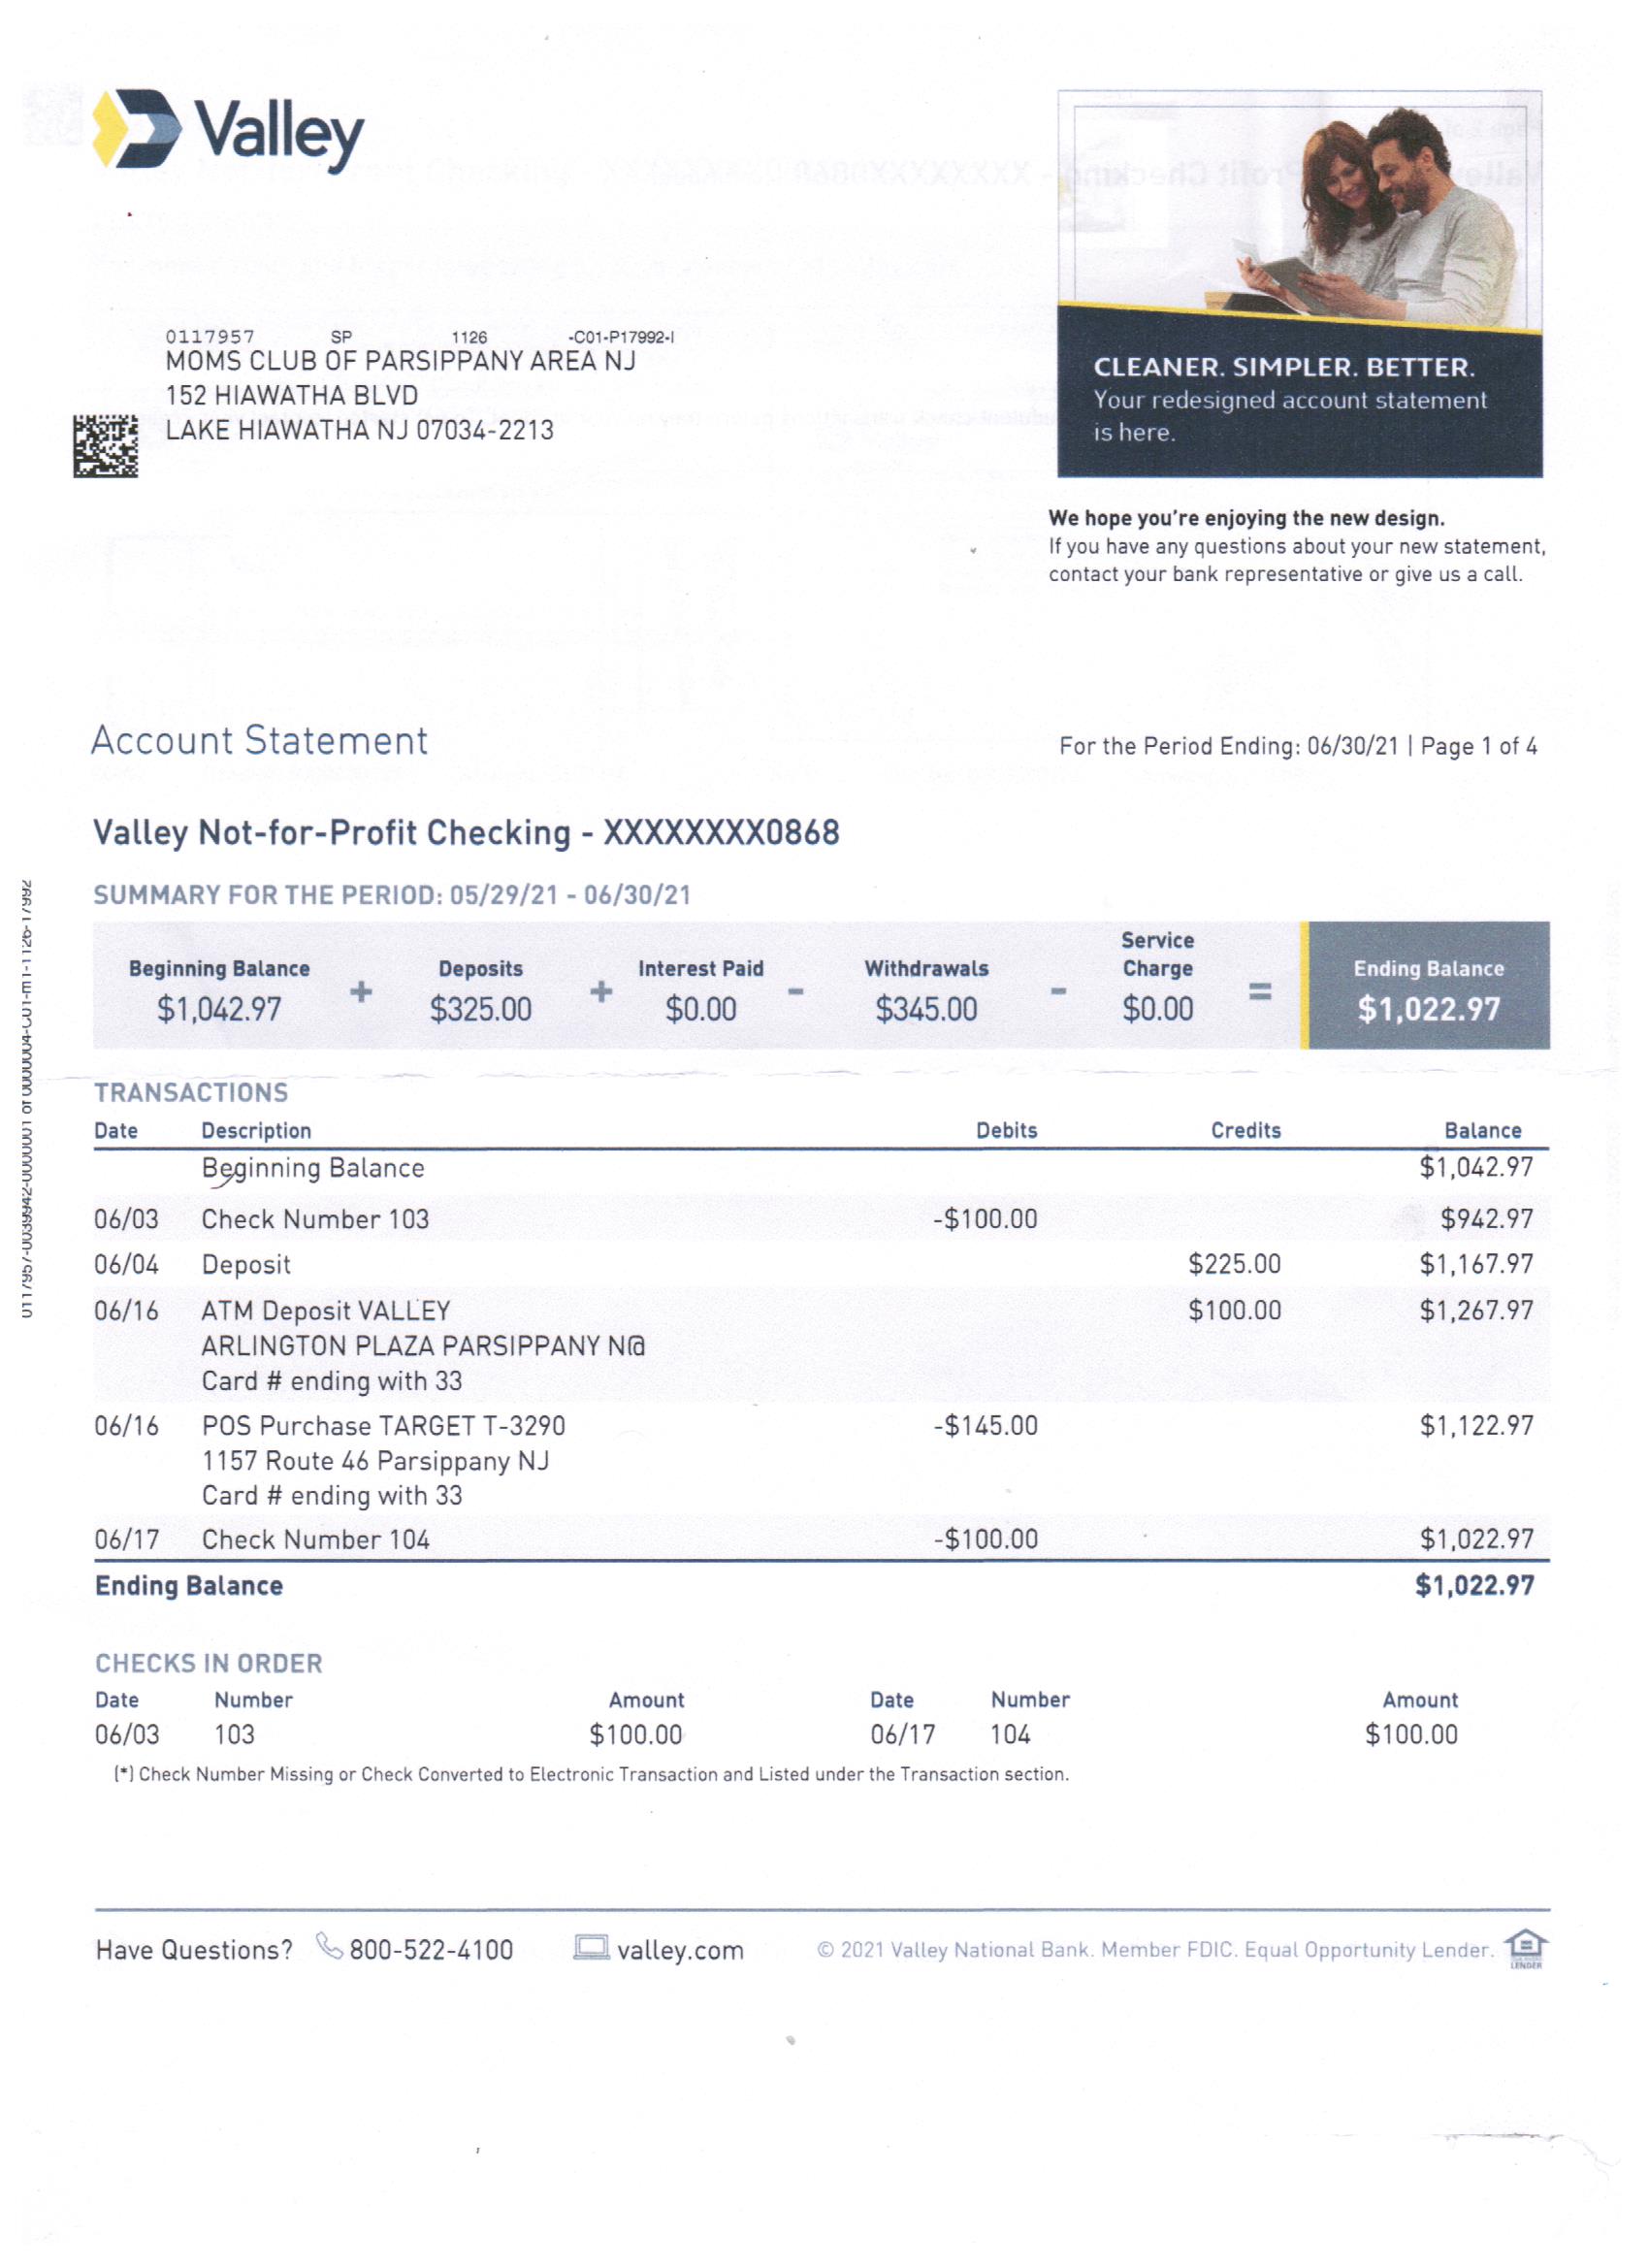 Valley
0117957 SP 1126 -C01-P17992-I
MOMS CLUB OF PARSIPPANY AREA NJ
152 HIAWATHA BLVD
LAKE HIAWATHA NJ 07034-2213
CLEANER. SIMPLER. BETTER.
Your redesigned account statement
is here.
We hope you're enjoying the new design.
If you have any questions about your new statement,
contact your bank representative or give us a call.
Account Statement
For the Period Ending: 06/30/21 | Page 1 of 4
Valley Not-for-Profit Checking - XXXXXXXX0868
SUMMARY FOR THE PERIOD: 05/29/21 - 06/30/21
Beginning Balance + Deposits + Interest Paid - Withdrawals - Service Charge = Ending Balance
$1,042.97 $325.00 $0.00 $345.00 $0.00 $1,022.97
TRANSACTIONS
Date Description Debits Credits Balance
Beginning Balance $1,042.97
06/03 Check Number 103 -$100.00 $942.97
06/04 Deposit $225.00 $1,167.97
06/16 ATM Deposit VALLEY $100.00 $1,267.97
ARLINGTON PLAZA PARSIPPANY N@
Card # ending with 33
06/16 POS Purchase TARGET T-3290 -$145.00 $1,122.97
1157 Route 46 Parsippany NJ
Card # ending with 33
06/17 Check Number 104 -$100.00 $1,022.97
Ending Balance $1,022.97
CHECKS IN ORDER
Date Number Amount Date Number Amount
06/03 103 $100.00 06/17 104 $100.00
(*) Check Number Missing or Check Converted to Electronic Transaction and Listed under the Transaction section.
Have Questions? 800-522-4100 valley.com © 2021 Valley National Bank. Member FDIC. Equal Opportunity Lender.
LENDER